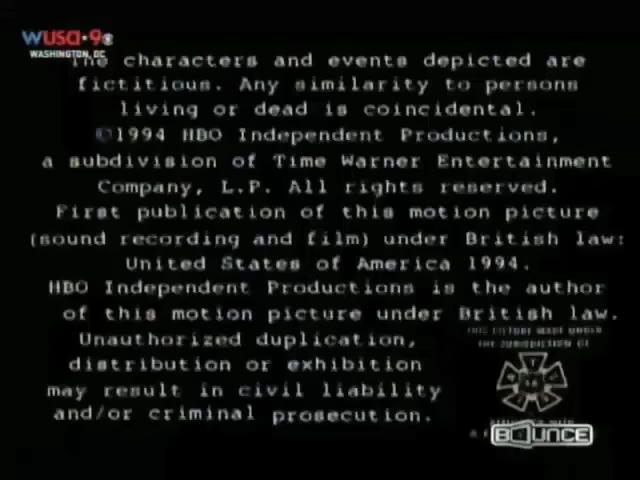 WUSA•9
WASHINGTON, DC
The characters and events depicted are
fictitious. Any similarity to persons
living or dead is coincidental.
©1994 HBO Independent Productions,
a subdivision of Time Warner Entertainment
Company, L.P. All rights reserved.
First publication of this motion picture
(sound recording and film) under British law:
United States of America 1994.
HBO Independent Productions is the author
of this motion picture under British law.
Unauthorized duplication,
distribution or exhibition
may result in civil liability
and/or criminal prosecution.
THIS PICTURE MADE UNDER
THE JURISDICTION OF
BOUNCE